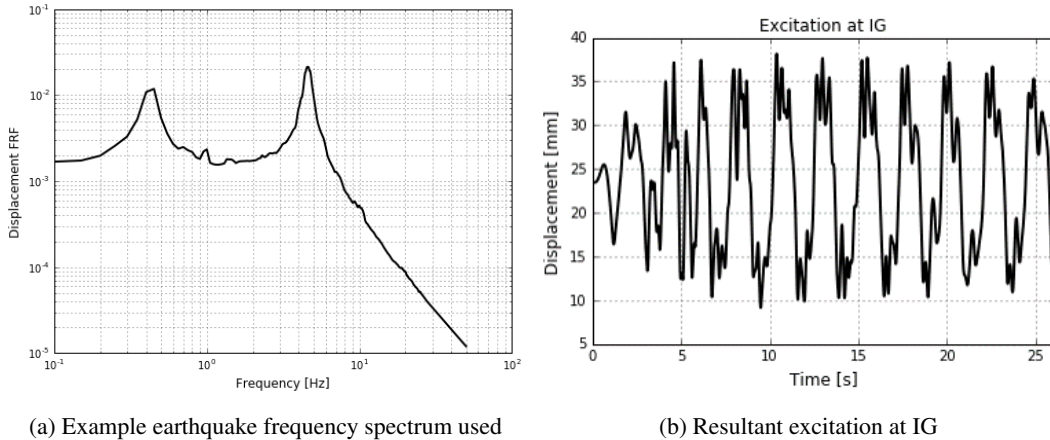 10⁻¹
10⁻²
10⁻³
10⁻⁴
10⁻⁵
Displacement FRF
10⁻¹ 10⁰ 10¹ 10²
Frequency [Hz]
(a) Example earthquake frequency spectrum used
Excitation at IG
40
35
30
25
20
15
10
5
Displacement [mm]
0 5 10 15 20 25
Time [s]
(b) Resultant excitation at IG